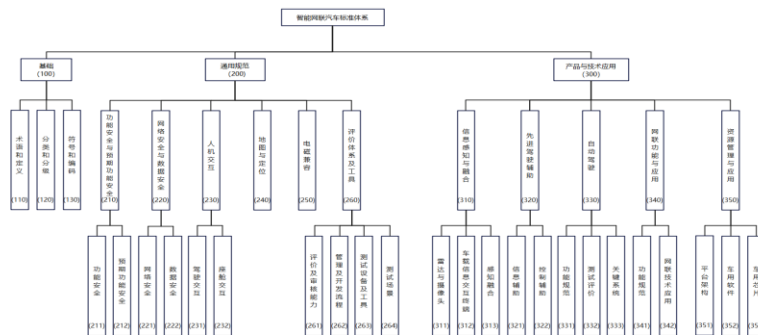 智能网联汽车标准体系
基础
(100)
通用规范
(200)
产品与技术应用
(300)
术语和定义
(110)
分类和分级
(120)
符号和编码
(130)
功能安全与预期功能安全
(210)
网络安全与数据安全
(220)
人机交互
(230)
地图与定位
(240)
电磁兼容
(250)
评价体系及工具
(260)
信息感知与融合
(310)
先进驾驶辅助
(320)
自动驾驶
(330)
网联功能与应用
(340)
资源管理与应用
(350)
功能安全
(211)
预期功能安全
(212)
网络安全
(221)
数据安全
(222)
驾驶交互
(231)
座舱交互
(232)
评价及审核能力
(261)
管理及开发流程
(262)
测试设备及工具
(263)
测试场景
(264)
雷达与摄像头
(311)
车载信息交互终端
(312)
感知融合
(313)
信息辅助
(321)
控制辅助
(322)
功能规范
(331)
测试评价
(332)
关键系统
(333)
功能规范
(341)
网联技术应用
(342)
平台架构
(351)
车用软件
(352)
车用芯片